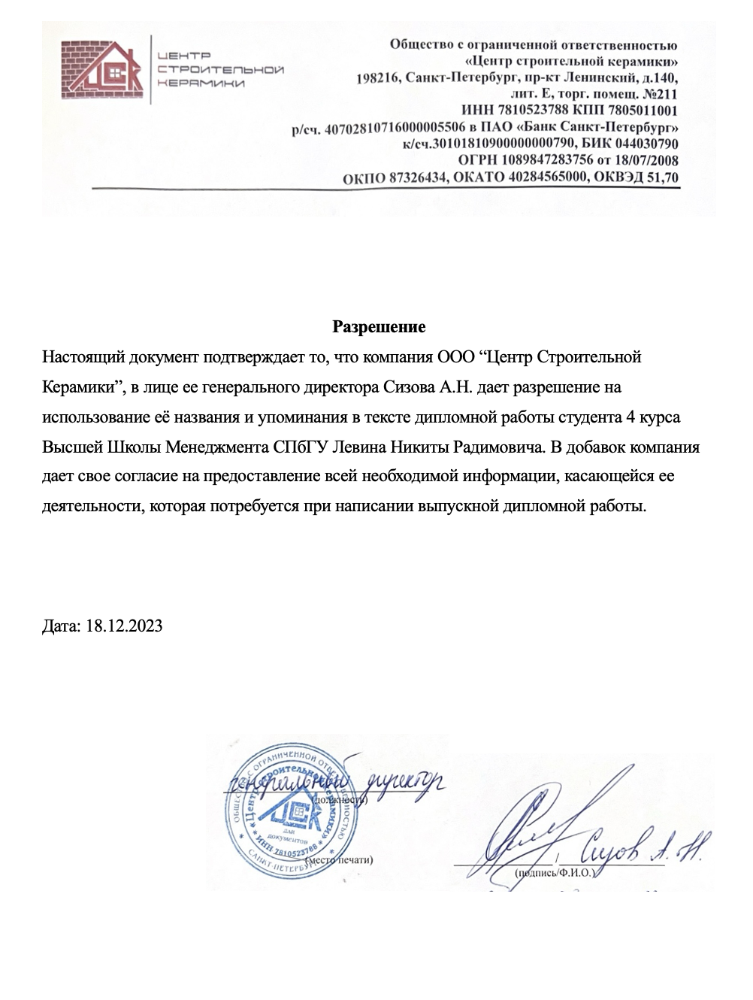 ЦЕНТР
СТРОИТЕЛЬНОЙ
КЕРАМИКИ
Общество с ограниченной ответственностью
«Центр строительной керамики»
198216, Санкт-Петербург, пр-кт Ленинский, д.140,
лит. Е, торг. помещ. №211
ИНН 7810523788 КПП 7805011001
р/сч. 40702810716000005506 в ПАО «Банк Санкт-Петербург»
к/сч.30101810900000000790, БИК 044030790
ОГРН 1089847283756 от 18/07/2008
ОКПО 87326434, ОКАТО 40284565000, ОКВЭД 51,70
Разрешение
Настоящий документ подтверждает то, что компания ООО “Центр Строительной
Керамики”, в лице ее генерального директора Сизова А.Н. дает разрешение на
использование её названия и упоминания в тексте дипломной работы студента 4 курса
Высшей Школы Менеджмента СПбГУ Левина Никиты Радимовича. В добавок компания
дает свое согласие на предоставление всей необходимой информации, касающейся ее
деятельности, которая потребуется при написании выпускной дипломной работы.
Дата: 18.12.2023
генеральный директор
(должность)
ОБЩЕСТВО С ОГРАНИЧЕННОЙ ОТВЕТСТВЕННОСТЬЮ
«Центр строительной керамики»
ЦСК
для
документов
* ИНН 7810523788 *
* САНКТ-ПЕТЕРБУРГ *
(место печати)
Сизов А. Н.
(подпись/Ф.И.О.)